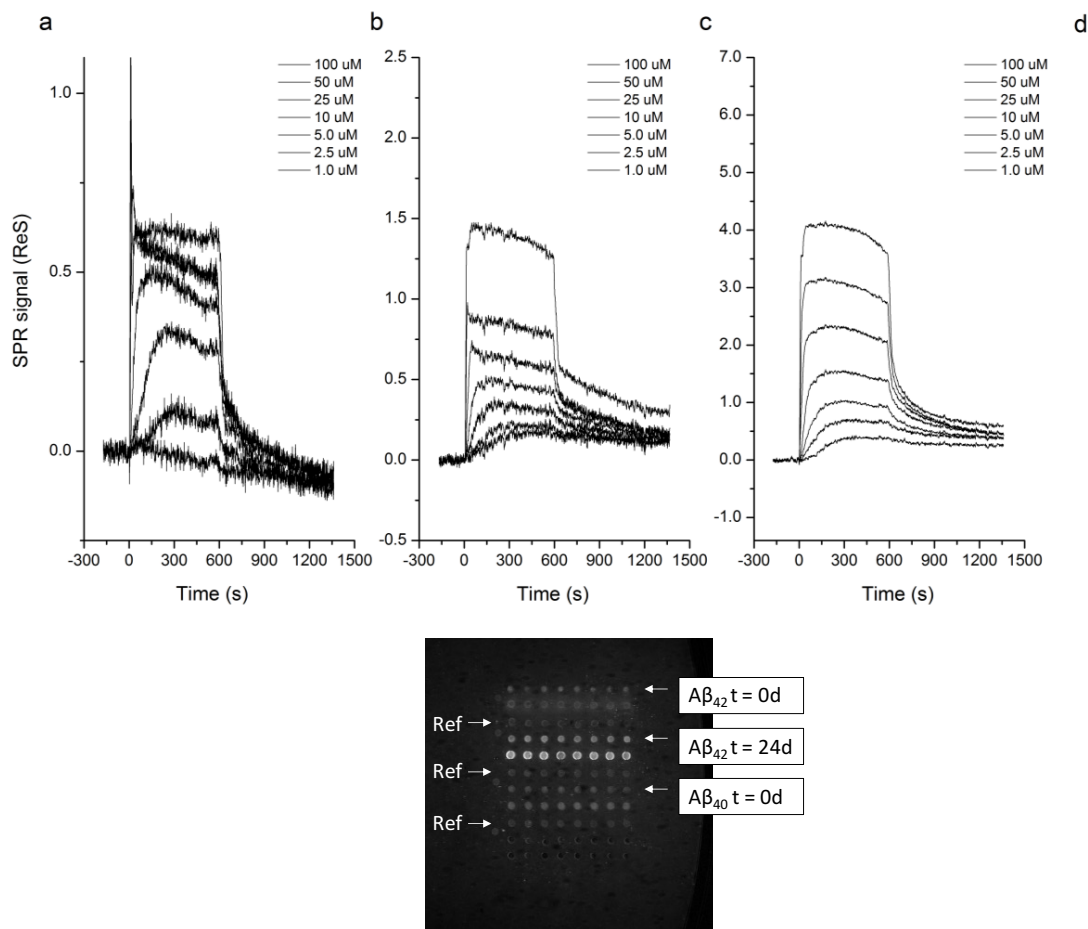 a
b
c
d
SPR signal (ReS)
1.0
0.5
0.0
100 uM
50 uM
25 uM
10 uM
5.0 uM
2.5 uM
1.0 uM
-300 0 300 600 900 1200 1500
Time (s)
2.5
2.0
1.5
1.0
0.5
0.0
-0.5
100 uM
50 uM
25 uM
10 uM
5.0 uM
2.5 uM
1.0 uM
-300 0 300 600 900 1200 1500
Time (s)
7.0
6.0
5.0
4.0
3.0
2.0
1.0
0.0
-1.0
100 uM
50 uM
25 uM
10 uM
5.0 uM
2.5 uM
1.0 uM
-300 0 300 600 900 1200 1500
Time (s)
Aβ₄₂ t = 0d
Ref
Aβ₄₂ t = 24d
Ref
Aβ₄₀ t = 0d
Ref